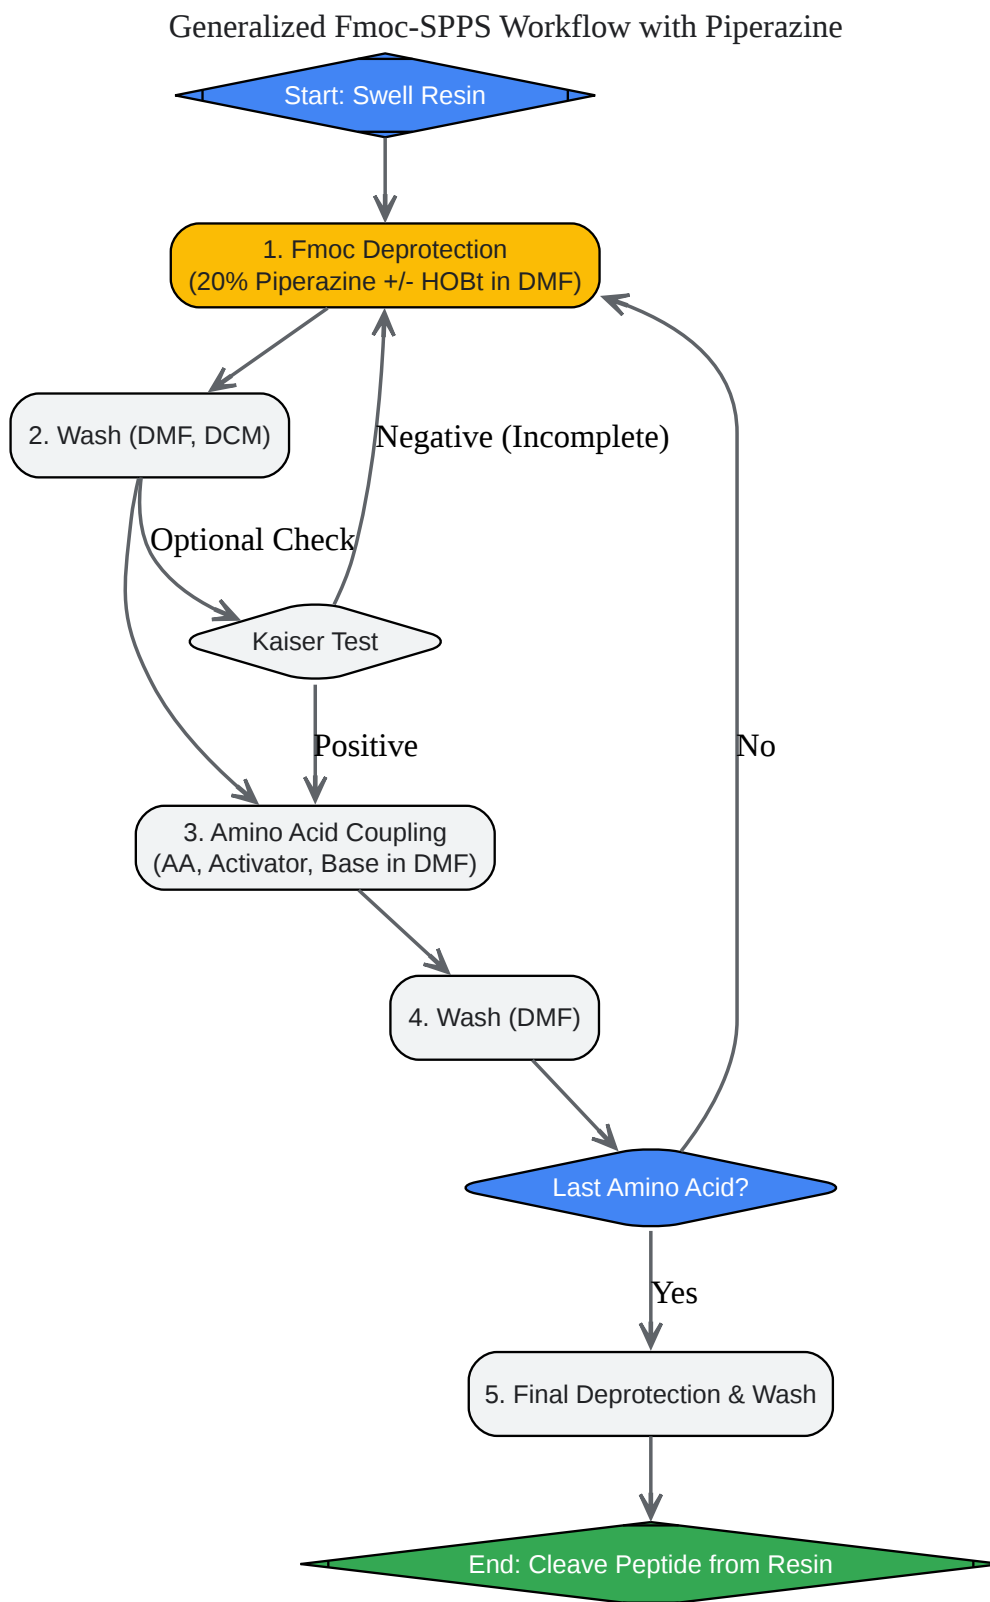 Generalized Fmoc-SPPS Workflow with Piperazine
Start: Swell Resin
1. Fmoc Deprotection
(20% Piperazine +/- HOBt in DMF)
2. Wash (DMF, DCM)
Negative (Incomplete)
Optional Check
Kaiser Test
Positive
No
3. Amino Acid Coupling
(AA, Activator, Base in DMF)
4. Wash (DMF)
Last Amino Acid?
Yes
5. Final Deprotection & Wash
End: Cleave Peptide from Resin